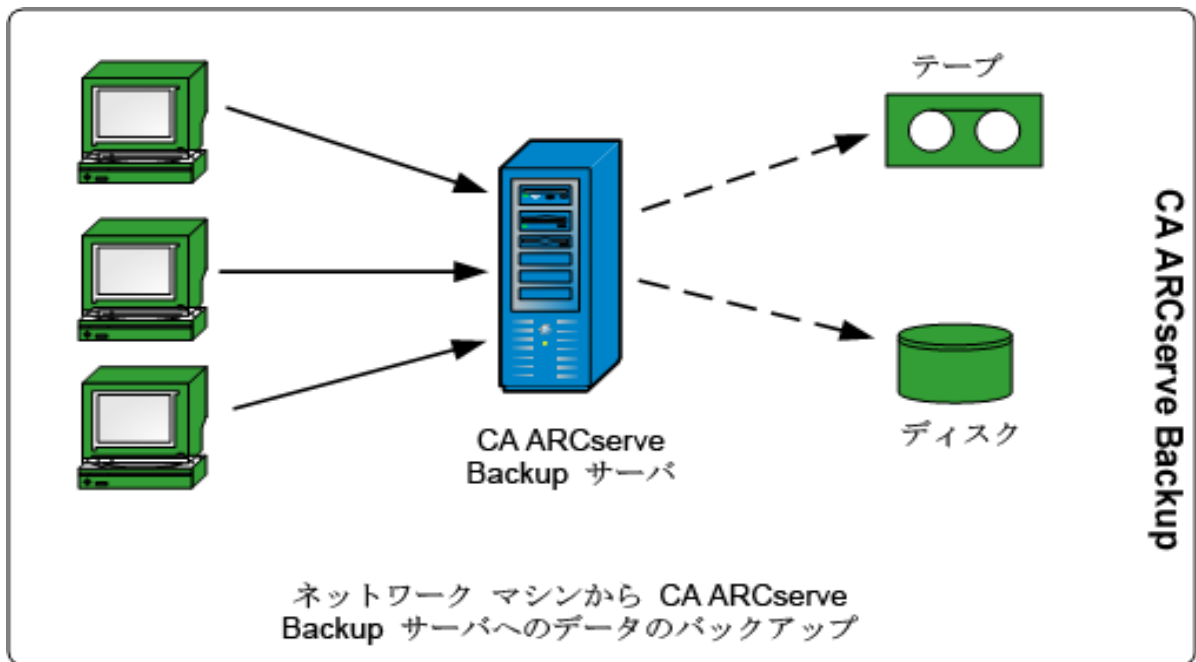 テープ
CA ARCserve Backup
ディスク
CA ARCserve
Backup サーバ
ネットワーク マシンから CA ARCserve
Backup サーバへのデータのバックアップ